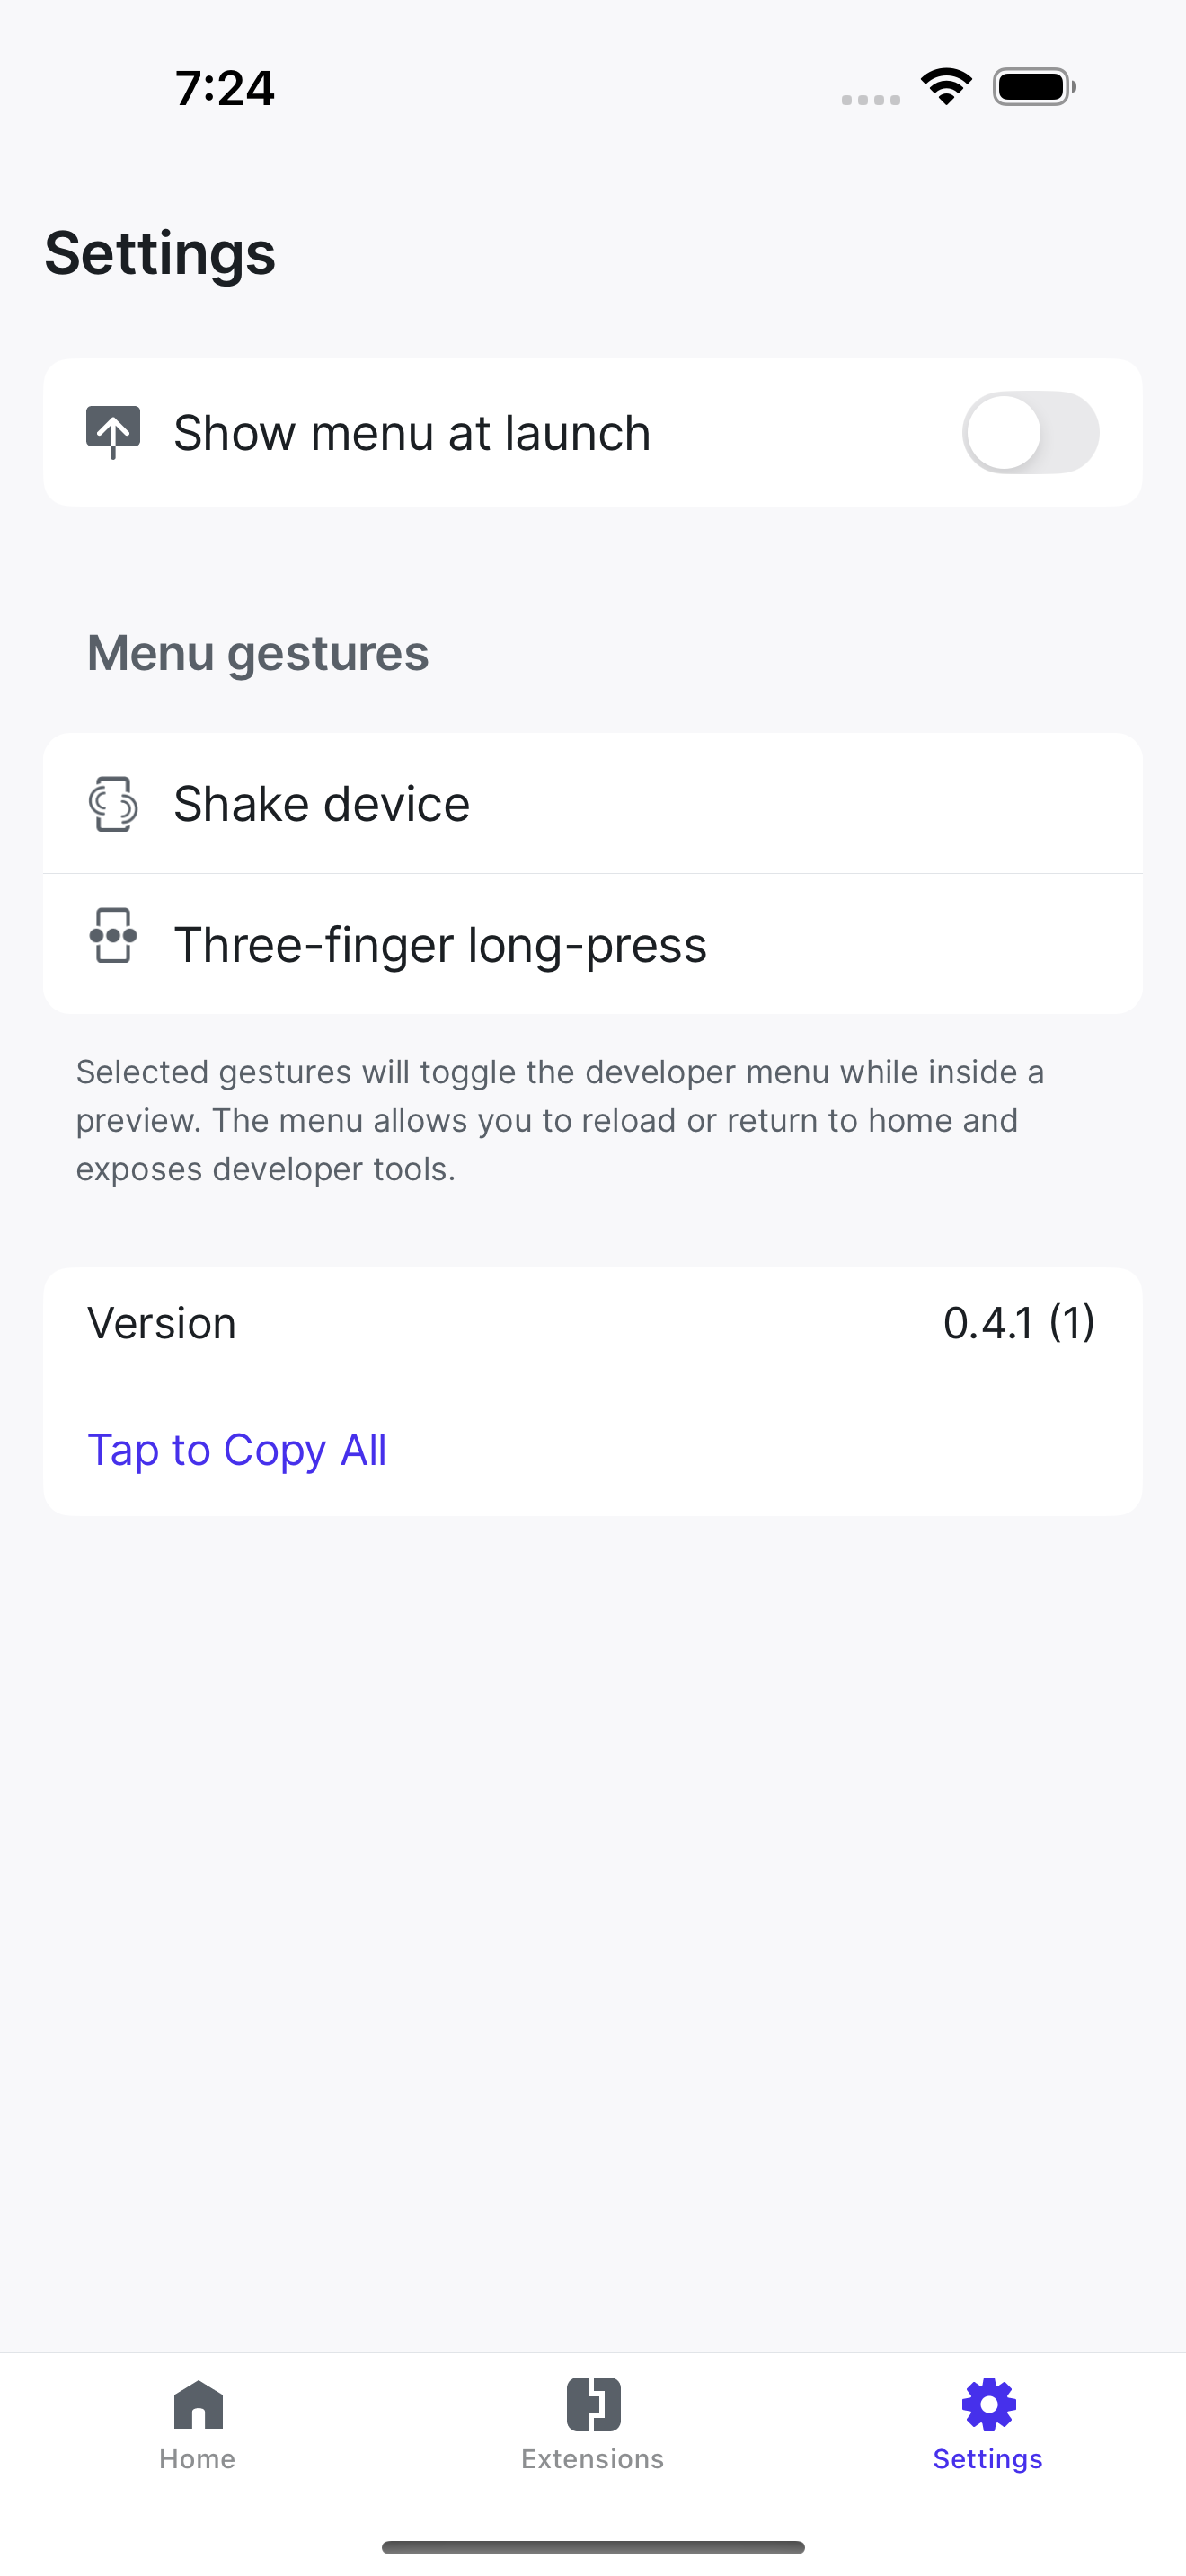 7:24
Settings
Show menu at launch
Menu gestures
Shake device
Three-finger long-press
Selected gestures will toggle the developer menu while inside a
preview. The menu allows you to reload or return to home and
exposes developer tools.
Version 0.4.1 (1)
Tap to Copy All
Home Extensions Settings